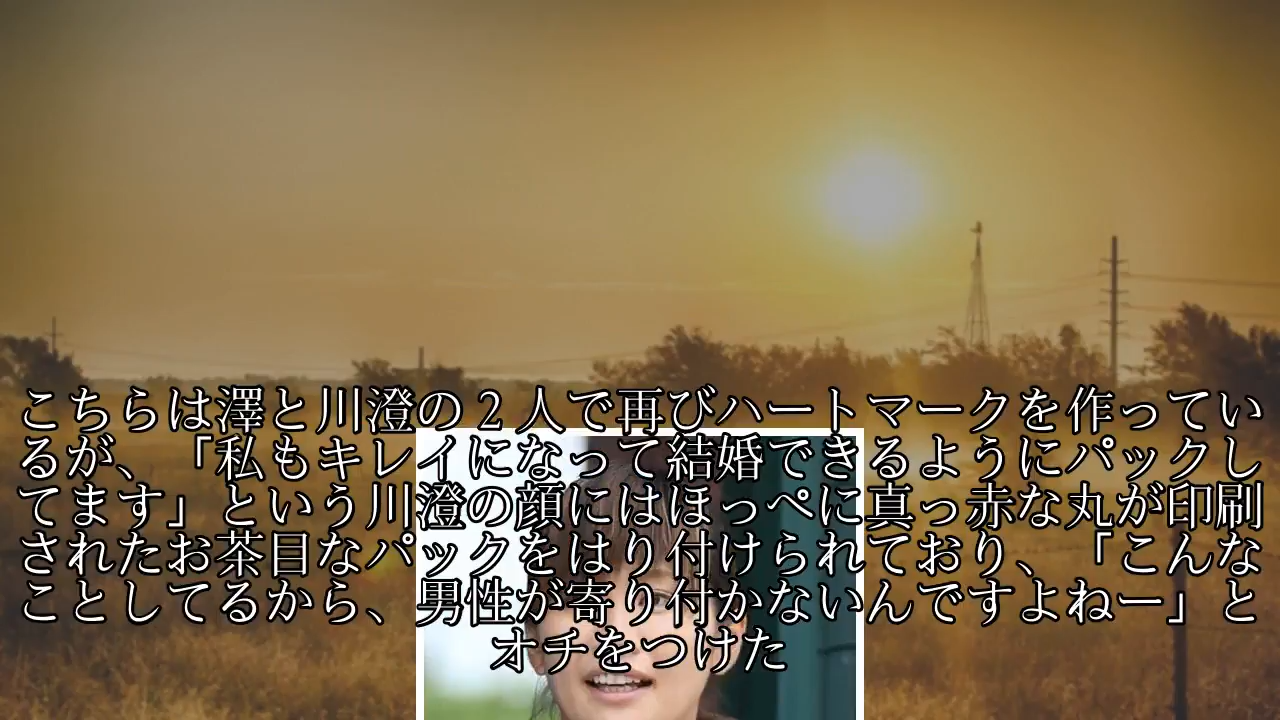 こちらは澤と川澄の２人で再びハートマークを作ってい
るが、「私もキレイになって結婚できるようにパックし
てます」という川澄の顔にはほっぺに真っ赤な丸が印刷
されたお茶目なパックをはり付けられており、「こんな
ことしてるから、男性が寄り付かないんですよねー」と
オチをつけた